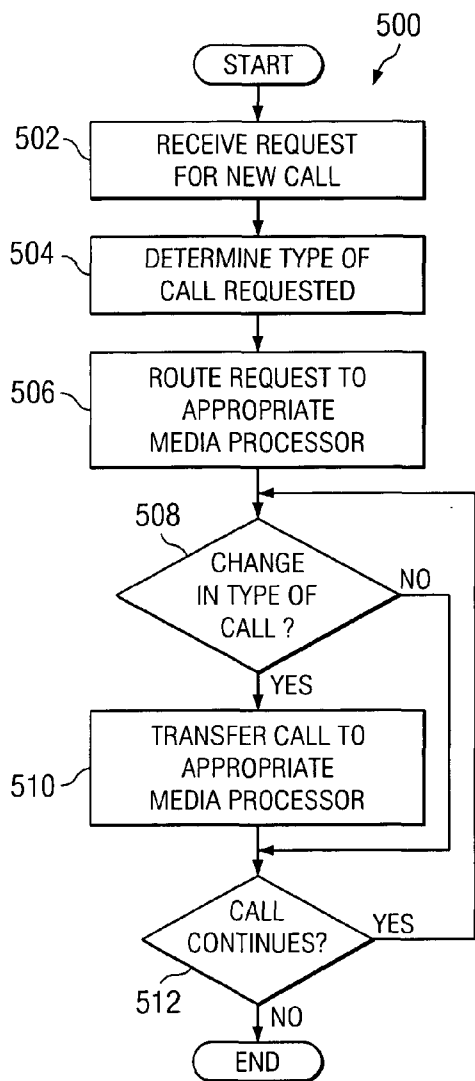 500
START
502
RECEIVE REQUEST
FOR NEW CALL
504
DETERMINE TYPE OF
CALL REQUESTED
506
ROUTE REQUEST TO
APPROPRIATE
MEDIA PROCESSOR
508
CHANGE
IN TYPE OF
CALL ?
NO
YES
510
TRANSFER CALL TO
APPROPRIATE
MEDIA PROCESSOR
CALL
CONTINUES?
YES
512
NO
END